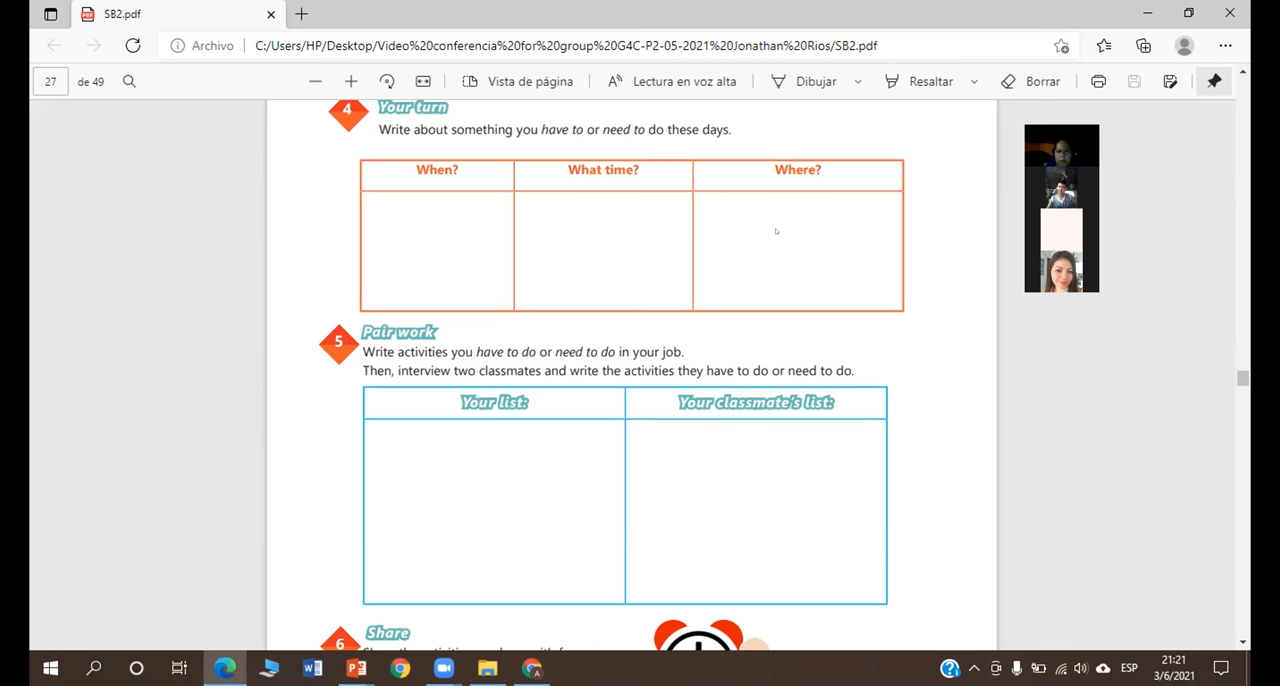 SB2.pdf
Archivo
C:/Users/HP/Desktop/Video%20conferencia%20for%20group%20G4C-P2-05-2021%20Jonathan%20Rios/SB2.pdf
27
de 49
Vista de página
Lectura en voz alta
Dibujar
Resaltar
Borrar
4
Your turn
Write about something you have to or need to do these days.
When?
What time?
Where?
5
Pair work
Write activities you have to do or need to do in your job.
Then, interview two classmates and write the activities they have to do or need to do.
Your list:
Your classmate's list:
6
Share
ESP
21:21
3/6/2021